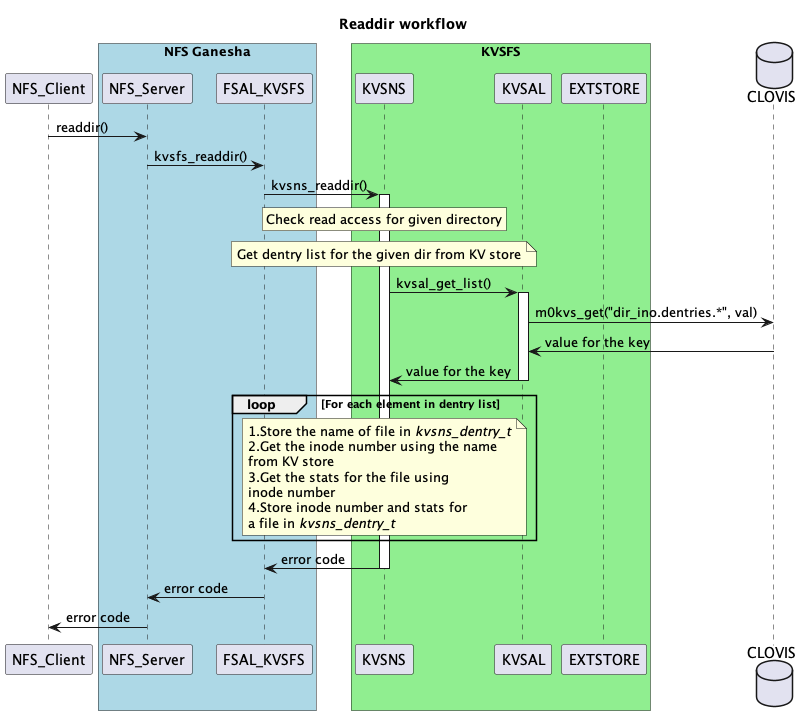 Readdir workflow
NFS Ganesha
KVSFS
NFS_Client
NFS_Server
FSAL_KVSFS
KVSNS
KVSAL
EXTSTORE
CLOVIS
readdir()
kvsfs_readdir()
kvsns_readdir()
Check read access for given directory
Get dentry list for the given dir from KV store
kvsal_get_list()
m0kvs_get("dir_ino.dentries.*", val)
value for the key
value for the key
loop
[For each element in dentry list]
1.Store the name of file in kvsns_dentry_t
2.Get the inode number using the name
from KV store
3.Get the stats for the file using
inode number
4.Store inode number and stats for
a file in kvsns_dentry_t
error code
error code
error code
NFS_Client
NFS_Server
FSAL_KVSFS
KVSNS
KVSAL
EXTSTORE
CLOVIS